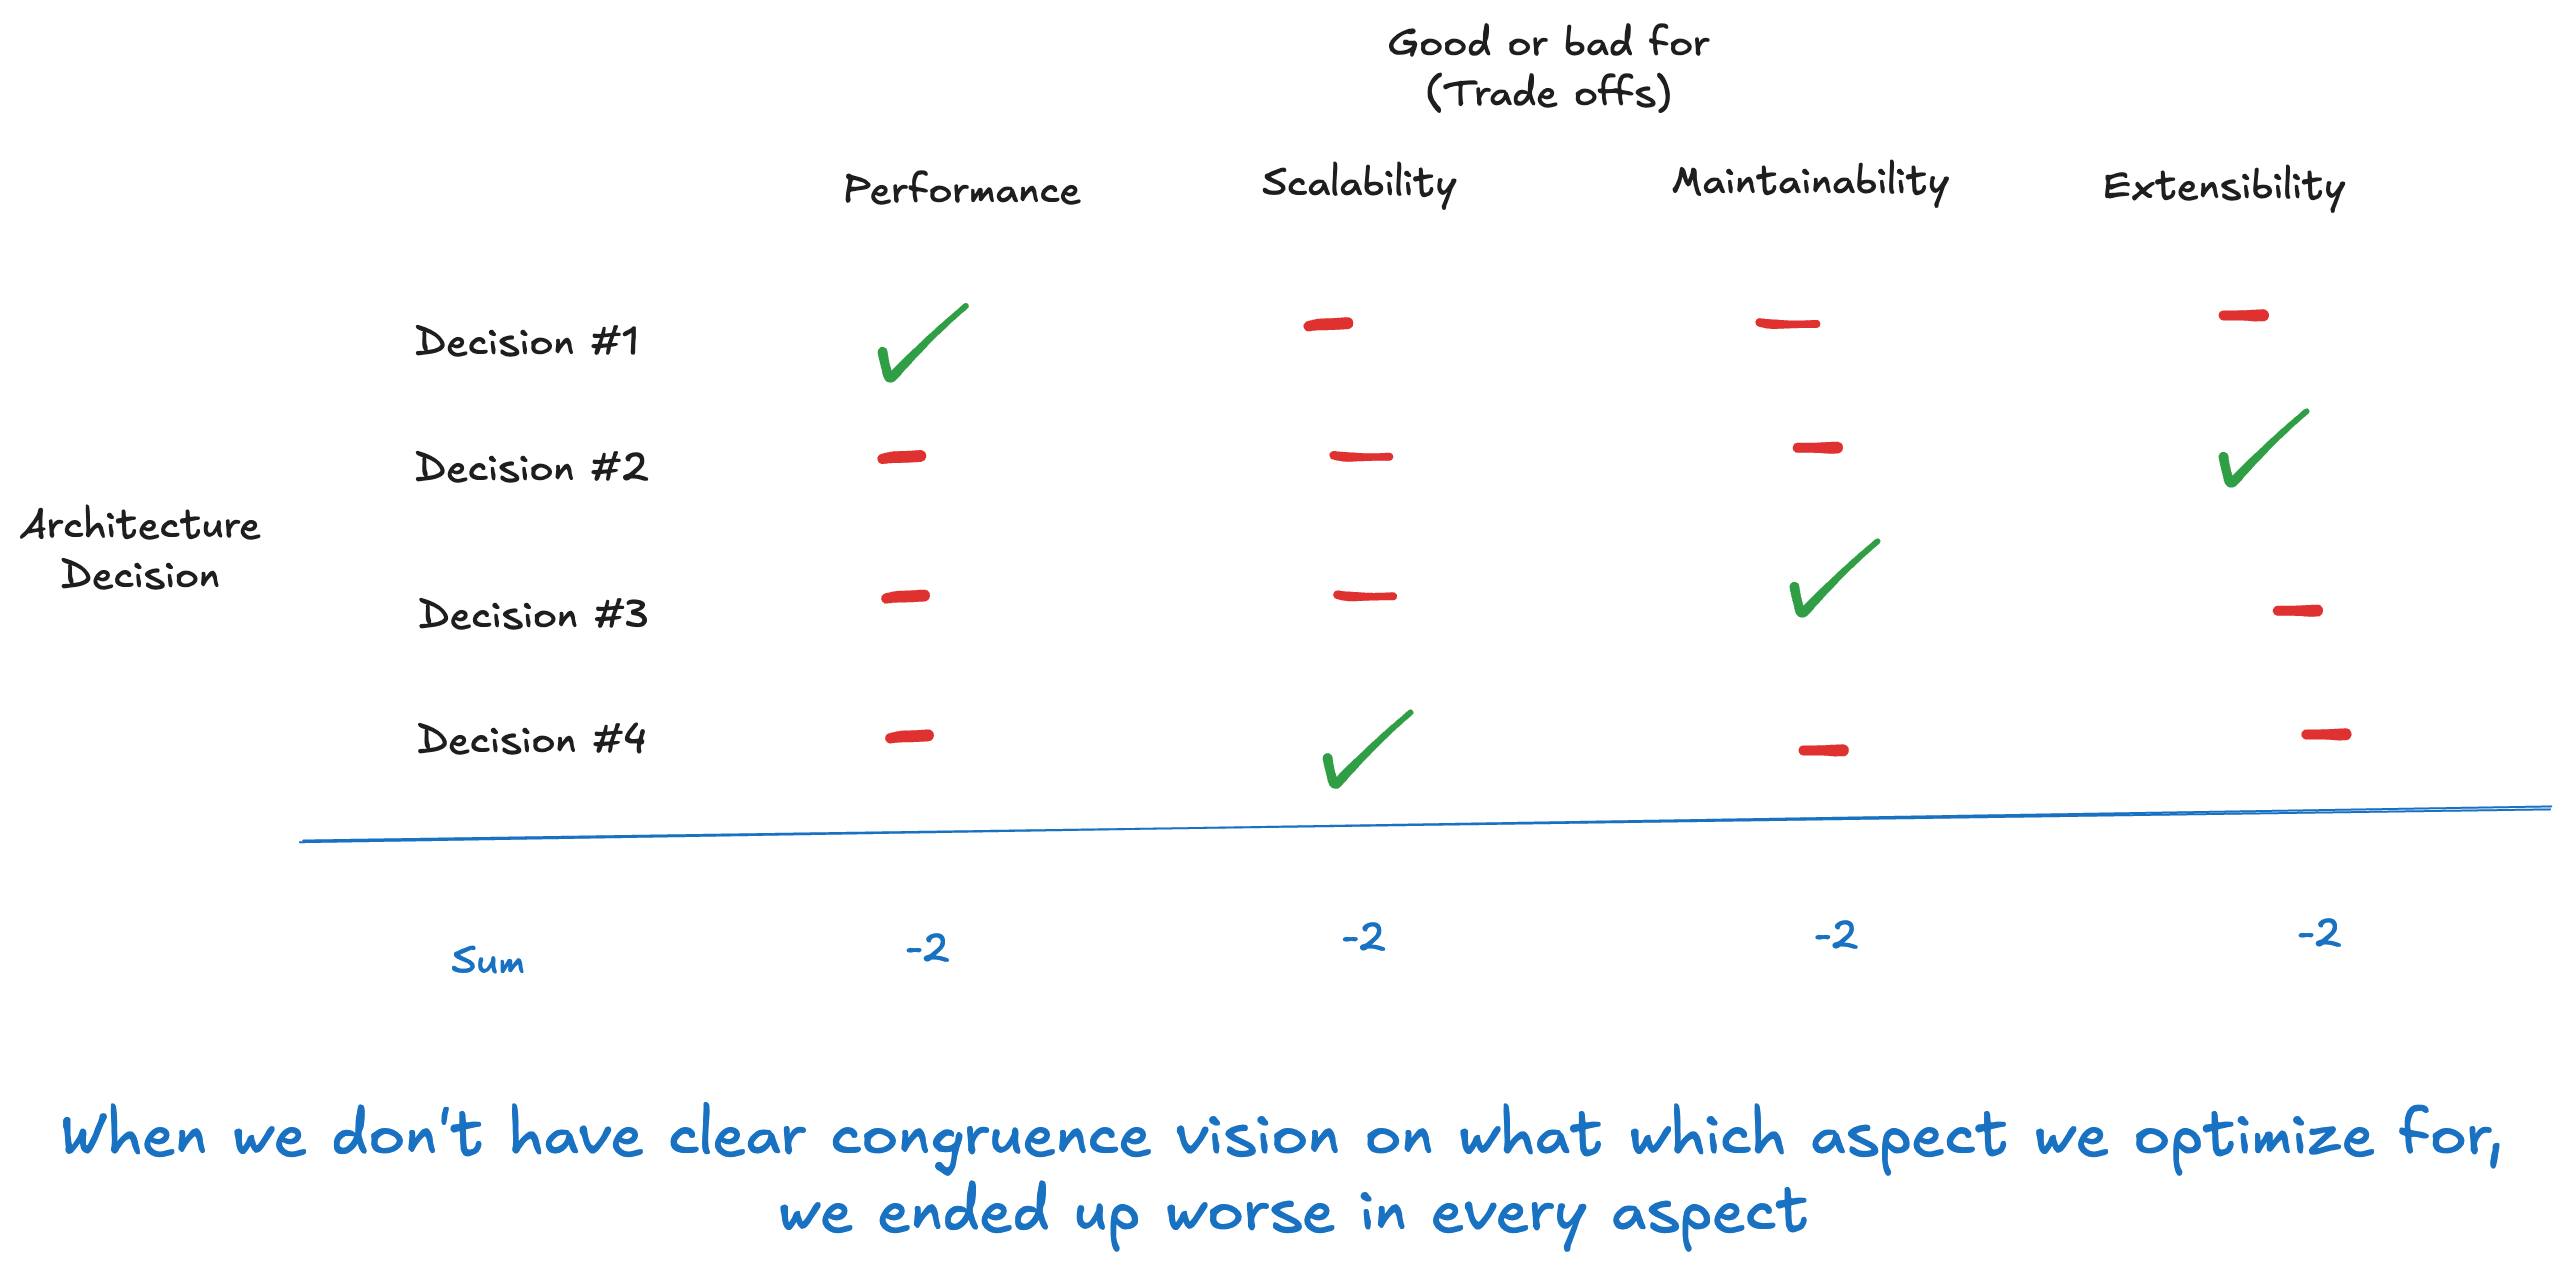 Good or bad for
(Trade offs)
Performance Scalability Maintainability Extensibility
Decision #1
Decision #2
Architecture
Decision
Decision #3
Decision #4
Sum -2 -2 -2 -2
When we don't have clear congruence vision on what which aspect we optimize for,
we ended up worse in every aspect